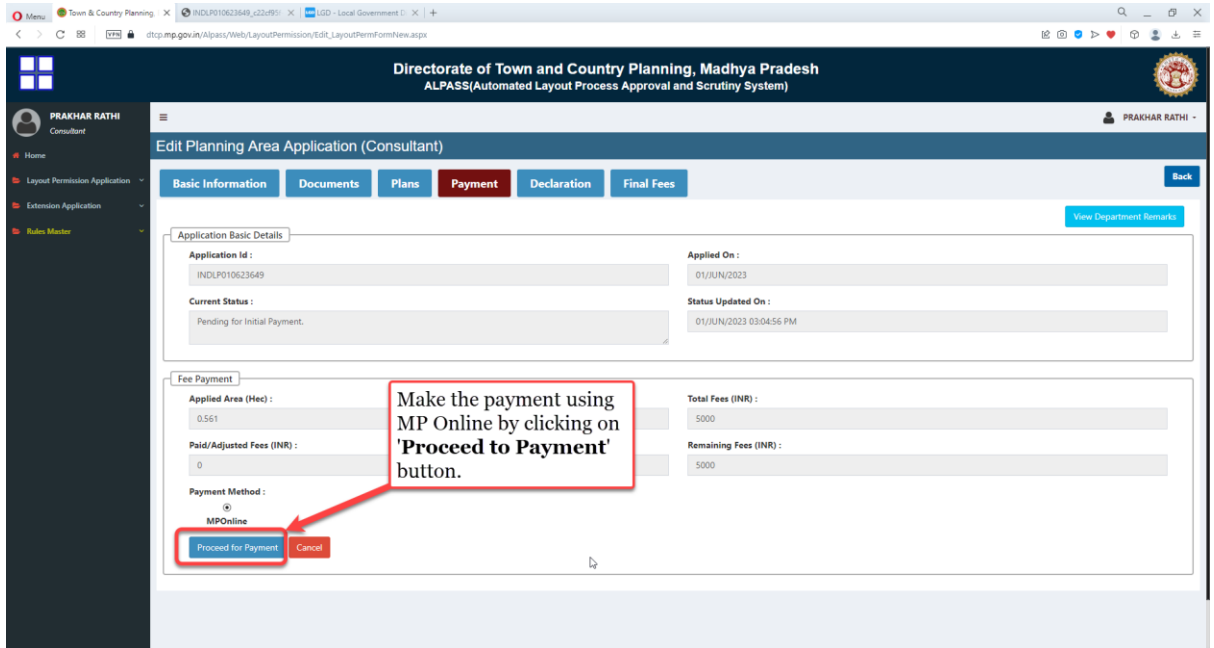 Menu
Town & Country Planning,
INDLP010623649_c22cf95
LGD - Local Government D
VPN
dtcp.mp.gov.in/Alpass/Web/LayoutPermission/Edit_LayoutPermFormNew.aspx
Directorate of Town and Country Planning, Madhya Pradesh
ALPASS(Automated Layout Process Approval and Scrutiny System)
PRAKHAR RATHI
Consultant
PRAKHAR RATHI
Home
Layout Permission Application
Extension Application
Rules Master
Edit Planning Area Application (Consultant)
Basic Information Documents Plans Payment Declaration Final Fees Back
View Department Remarks
Application Basic Details
Application Id : Applied On :
INDLP010623649 01/JUN/2023
Current Status : Status Updated On :
Pending for Initial Payment. 01/JUN/2023 03:04:56 PM
Fee Payment
Applied Area (Hec) : Total Fees (INR) :
0.561 5000
Paid/Adjusted Fees (INR) : Remaining Fees (INR) :
0 5000
Make the payment using
MP Online by clicking on
'Proceed to Payment'
button.
Payment Method :
MPOnline
Proceed for Payment Cancel